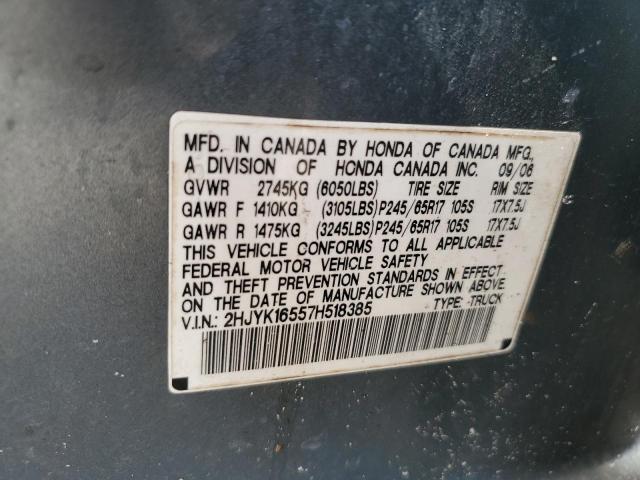 MFD. IN CANADA BY HONDA OF CANADA MFG.,
A DIVISION OF HONDA CANADA INC. 09/06
GVWR 2745KG (6050LBS) TIRE SIZE RIM SIZE
GAWR F 1410KG (3105LBS) P245/65R17 105S 17X7.5J
GAWR R 1475KG (3245LBS) P245/65R17 105S 17X7.5J
THIS VEHICLE CONFORMS TO ALL APPLICABLE
FEDERAL MOTOR VEHICLE SAFETY
AND THEFT PREVENTION STANDARDS IN EFFECT
ON THE DATE OF MANUFACTURE SHOWN ABOVE.
V.I.N.: 2HJYK16557H518385 TYPE: TRUCK